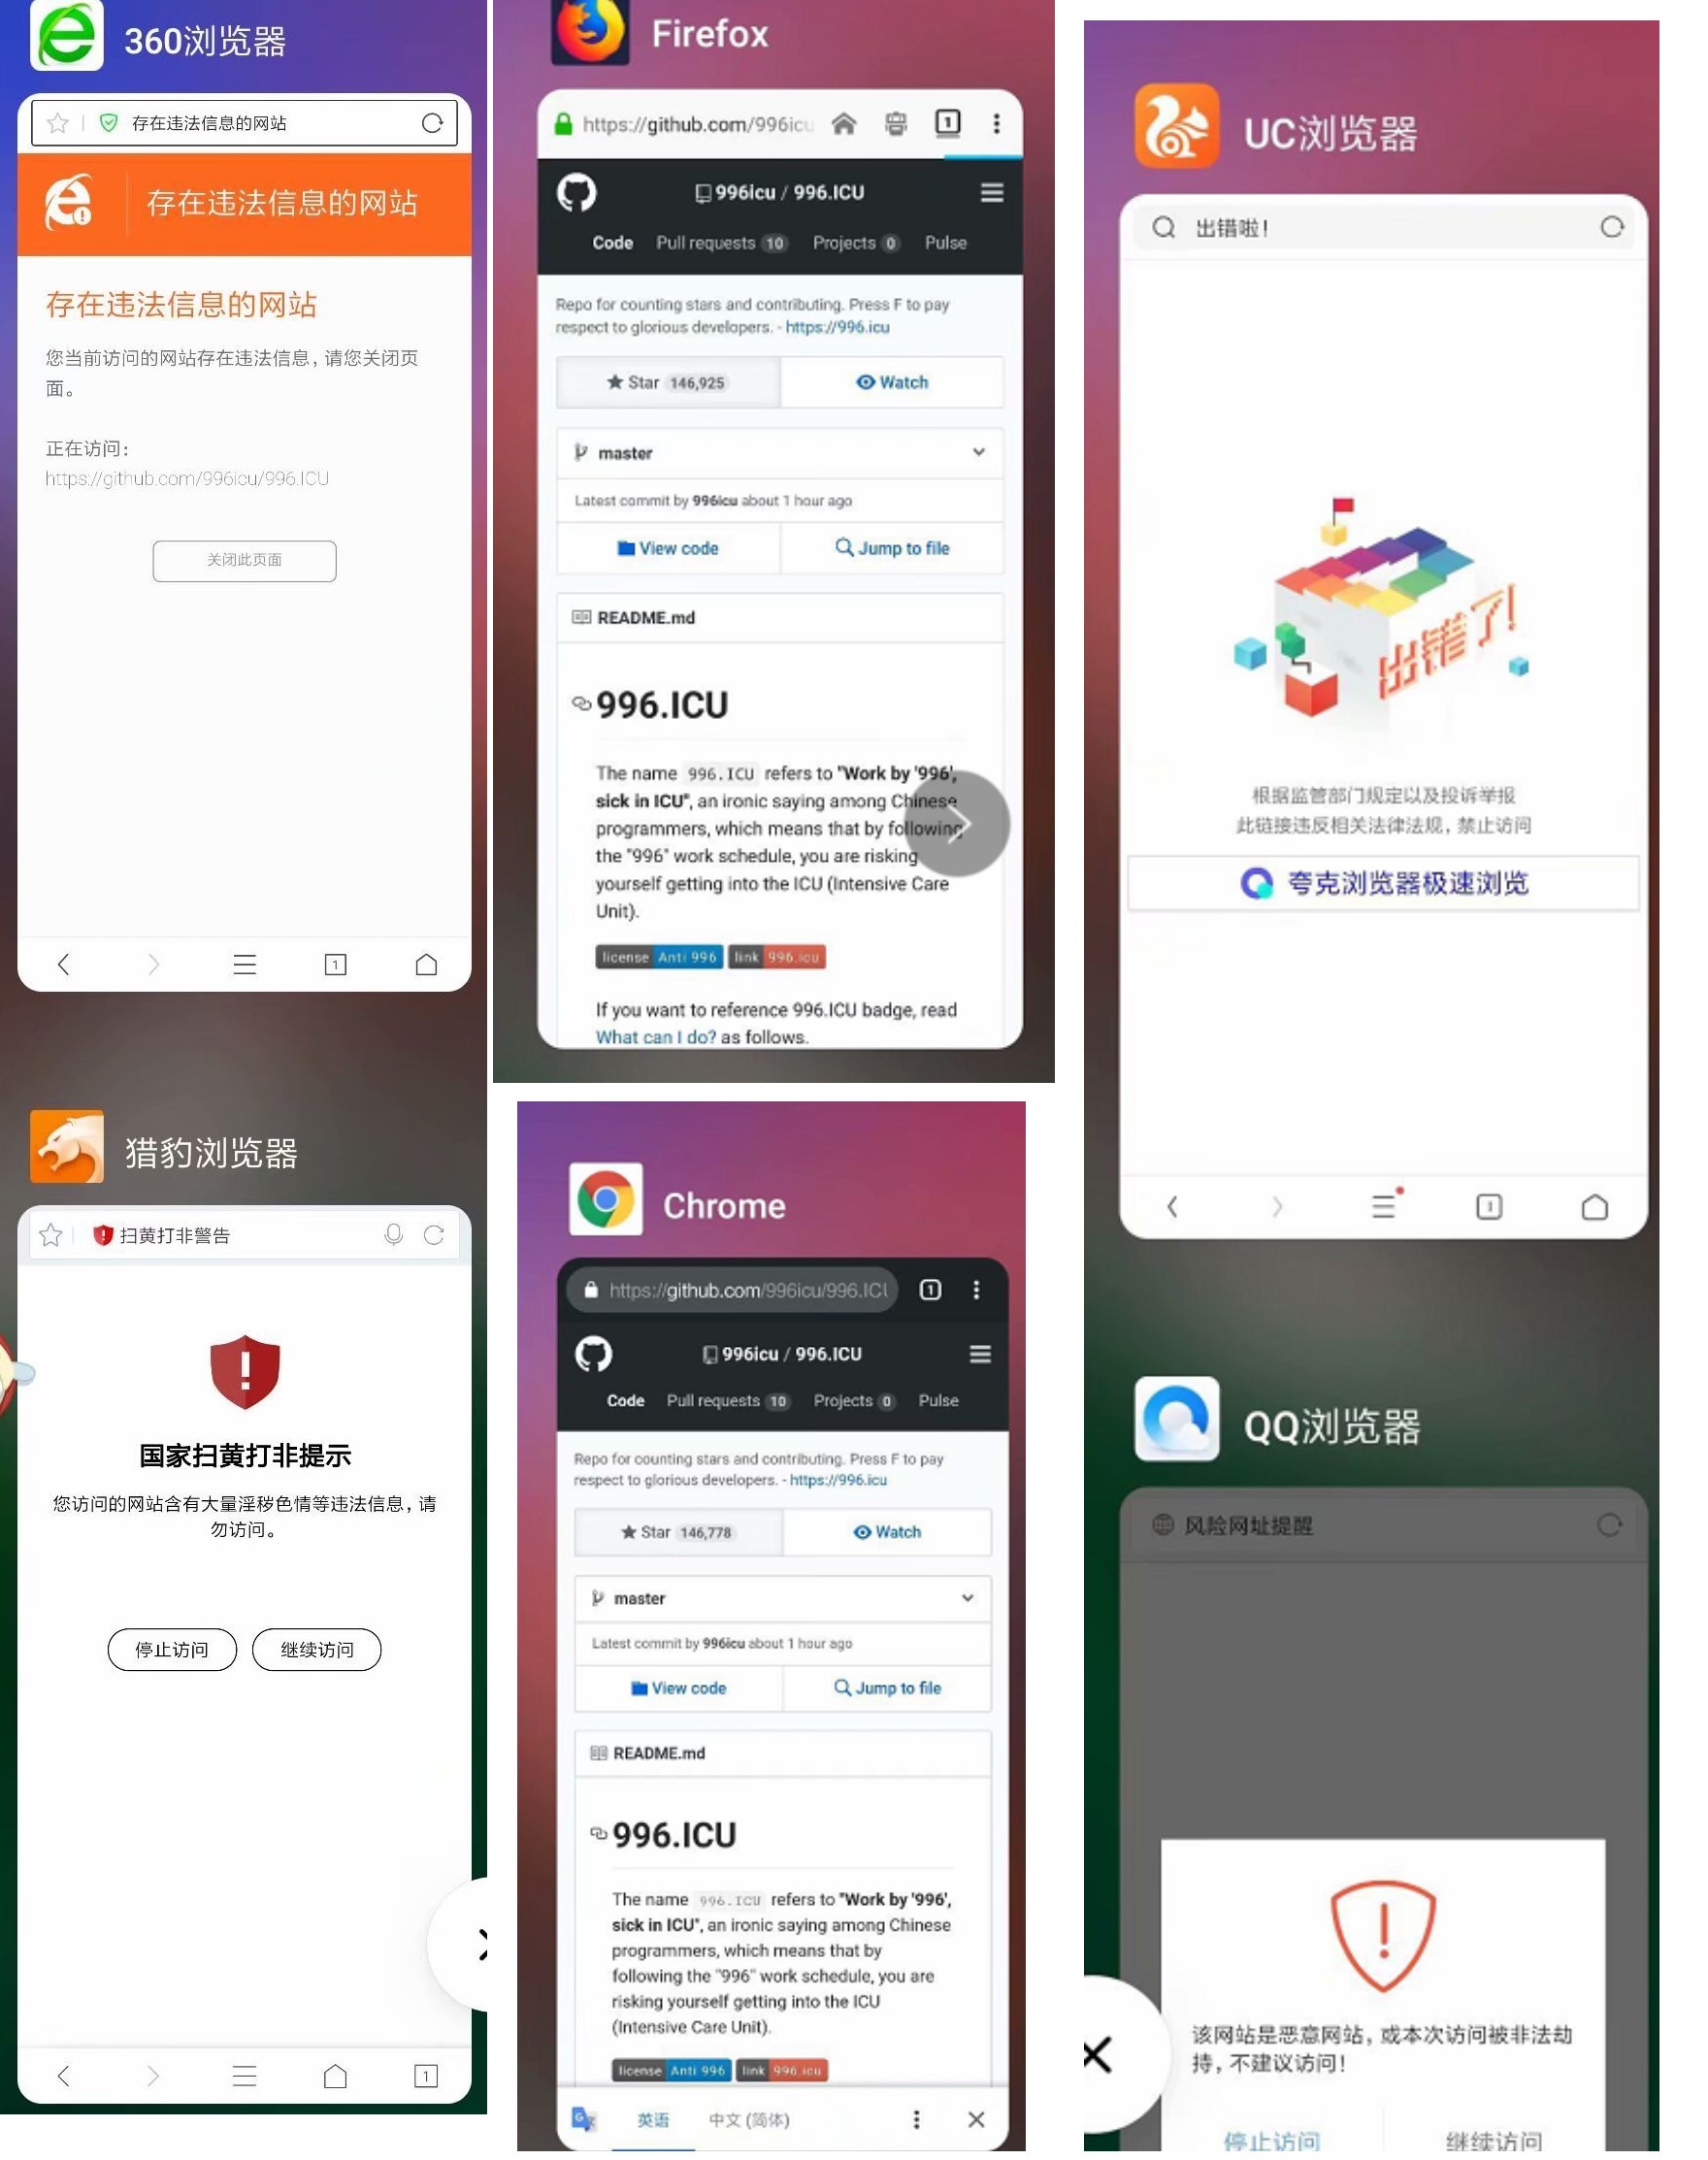 360浏览器
存在违法信息的网站
存在违法信息的网站
存在违法信息的网站
您当前访问的网站存在违法信息，请您关闭页
面。
正在访问：
https://github.com/996icu/996.ICU
关闭此页面
1
猎豹浏览器
扫黄打非警告
国家扫黄打非提示
您访问的网站含有大量淫秽色情等违法信息，请
勿访问。
停止访问 继续访问
1
Firefox
https://github.com/996icu 1
996icu / 996.ICU
Code Pull requests 10 Projects 0 Pulse
Repo for counting stars and contributing. Press F to pay
respect to glorious developers. - https://996.icu
Star 146,925 Watch
master
Latest commit by 996icu about 1 hour ago
View code Jump to file
README.md
996.ICU
The name 996.ICU refers to "Work by '996',
sick in ICU", an ironic saying among Chinese
programmers, which means that by following
the "996" work schedule, you are risking
yourself getting into the ICU (Intensive Care
Unit).
license Anti 996 link 996.icu
If you want to reference 996.ICU badge, read
What can I do? as follows.
Chrome
https://github.com/996icu/996.ICU 1
996icu / 996.ICU
Code Pull requests 10 Projects 0 Pulse
Repo for counting stars and contributing. Press F to pay
respect to glorious developers. - https://996.icu
Star 146,778 Watch
master
Latest commit by 996icu about 1 hour ago
View code Jump to file
README.md
996.ICU
The name 996.ICU refers to "Work by '996',
sick in ICU", an ironic saying among Chinese
programmers, which means that by
following the "996" work schedule, you are
risking yourself getting into the ICU
(Intensive Care Unit).
license Anti 996 link 996.icu
英语 中文 (简体)
UC浏览器
出错啦！
出错了！
根据监管部门规定以及投诉举报
此链接违反相关法律法规，禁止访问
夸克浏览器极速浏览
1
QQ浏览器
风险网址提醒
该网站是恶意网站，或本次访问被非法劫
持，不建议访问！
停止访问 继续访问